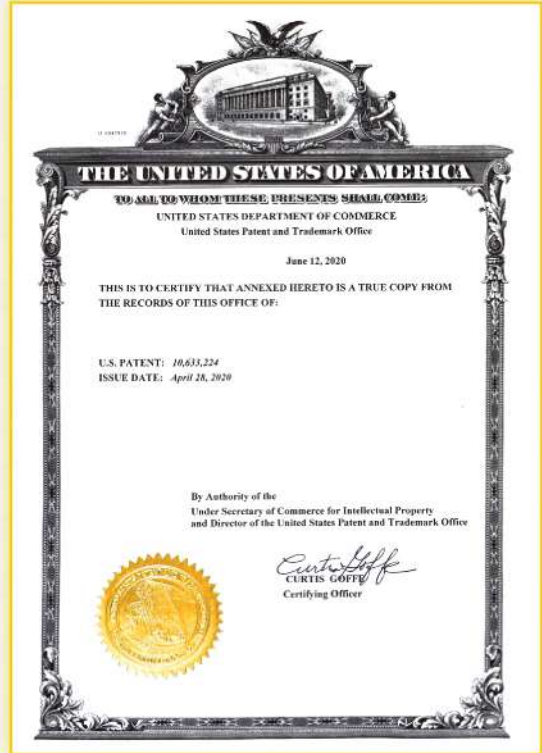 THE UNITED STATES OF AMERICA
TO ALL TO WHOM THESE PRESENTS SHALL COME:
UNITED STATES DEPARTMENT OF COMMERCE
United States Patent and Trademark Office
June 12, 2020
THIS IS TO CERTIFY THAT ANNEXED HERETO IS A TRUE COPY FROM
THE RECORDS OF THIS OFFICE OF:
U.S. PATENT: 10,633,224
ISSUE DATE: April 28, 2020
By Authority of the
Under Secretary of Commerce for Intellectual Property
and Director of the United States Patent and Trademark Office
Curtis Goffe
CURTIS GOFFE
Certifying Officer